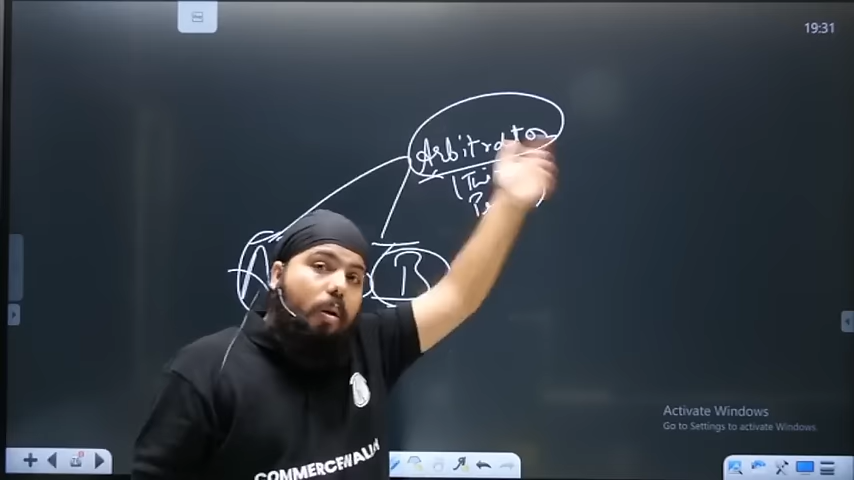 19:31
Arbitrator
A
B
Activate Windows
Go to Settings to activate Windows.